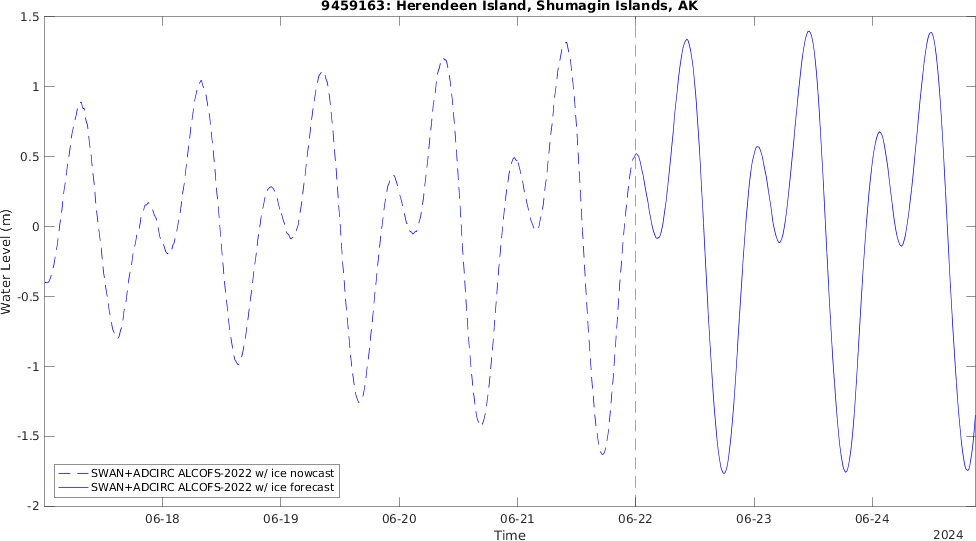 9459163: Herendeen Island, Shumagin Islands, AK
1.5
1
0.5
0
-0.5
-1
-1.5
-2
Water Level (m)
SWAN+ADCIRC ALCOFS-2022 w/ ice nowcast
SWAN+ADCIRC ALCOFS-2022 w/ ice forecast
06-18 06-19 06-20 06-21 06-22 06-23 06-24
Time
2024